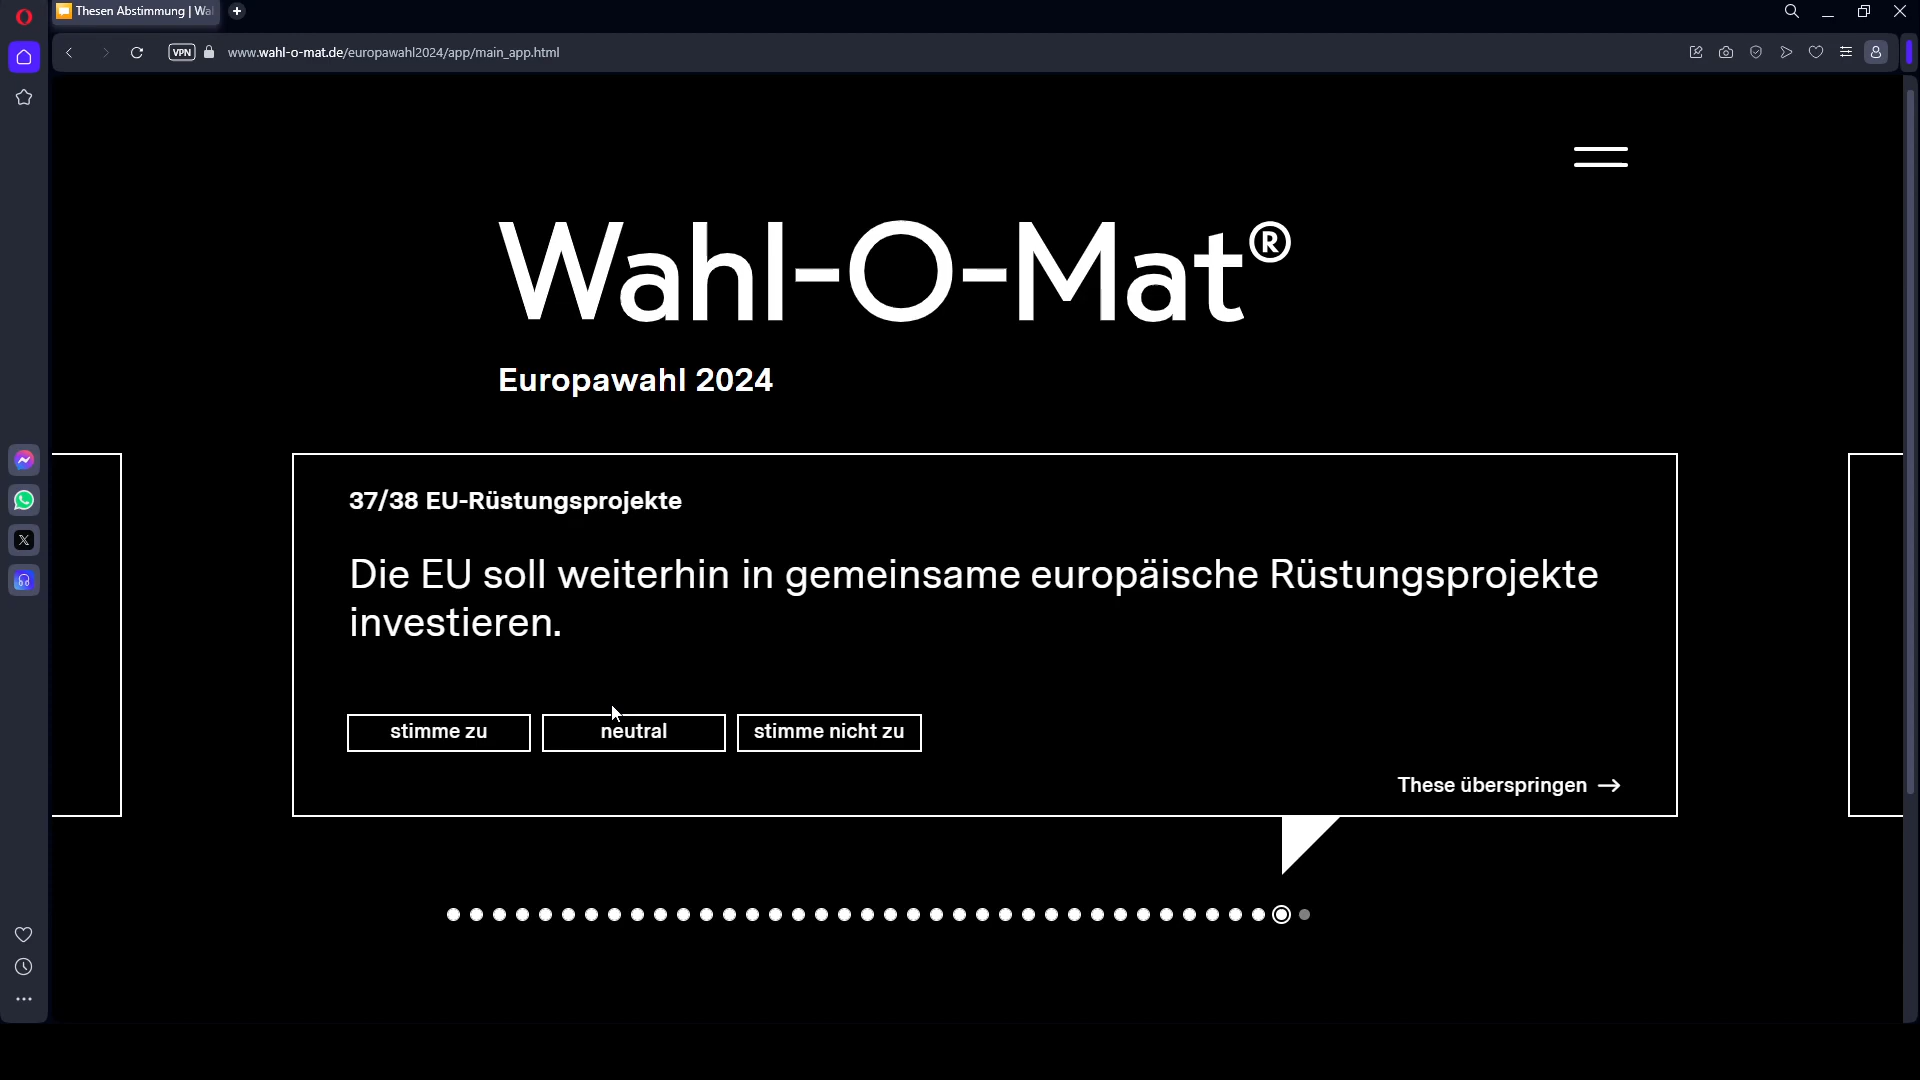 Thesen Abstimmung | Wa
VPN
www.wahl-o-mat.de/europawahl2024/app/main_app.html
Wahl-O-Mat®
Europawahl 2024
37/38 EU-Rüstungsprojekte
Die EU soll weiterhin in gemeinsame europäische Rüstungsprojekte
investieren.
stimme zu neutral stimme nicht zu
These überspringen →